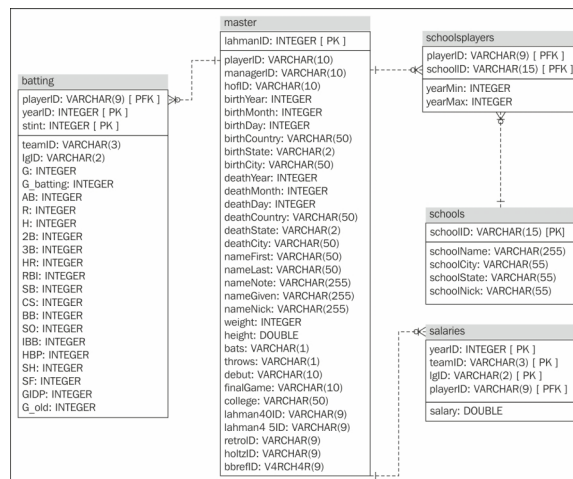 master
lahmanID: INTEGER [ PK ]
playerID: VARCHAR(10)
managerID: VARCHAR(10)
hofID: VARCHAR(10)
birthYear: INTEGER
birthMonth: INTEGER
birthDay: INTEGER
birthCountry: VARCHAR(50)
birthState: VARCHAR(2)
birthCity: VARCHAR(50)
deathYear: INTEGER
deathMonth: INTEGER
deathDay: INTEGER
deathCountry: VARCHAR(50)
deathState: VARCHAR(2)
deathCity: VARCHAR(50)
nameFirst: VARCHAR(50)
nameLast: VARCHAR(50)
nameNote: VARCHAR(255)
nameGiven: VARCHAR(255)
nameNick: VARCHAR(255)
weight: INTEGER
height: DOUBLE
bats: VARCHAR(1)
throws: VARCHAR(1)
debut: VARCHAR(10)
finalGame: VARCHAR(10)
college: VARCHAR(50)
lahman40ID: VARCHAR(9)
lahman4 5ID: VARCHAR(9)
retroID: VARCHAR(9)
holtzID: VARCHAR(9)
bbrefID: V4RCH4R(9)
batting
playerID: VARCHAR(9) [ PFK ]
yearID: INTEGER [ PK ]
stint: INTEGER [ PK ]
teamID: VARCHAR(3)
lgID: VARCHAR(2)
G: INTEGER
G_batting: INTEGER
AB: INTEGER
R: INTEGER
H: INTEGER
2B: INTEGER
3B: INTEGER
HR: INTEGER
RBI: INTEGER
SB: INTEGER
CS: INTEGER
BB: INTEGER
SO: INTEGER
IBB: INTEGER
HBP: INTEGER
SH: INTEGER
SF: INTEGER
GIDP: INTEGER
G_old: INTEGER
schoolsplayers
playerID: VARCHAR(9) [ PFK ]
schoolID: VARCHAR(15) [ PFK ]
yearMin: INTEGER
yearMax: INTEGER
schools
schoolID: VARCHAR(15) [PK]
schoolName: VARCHAR(255)
schoolCity: VARCHAR(55)
schoolState: VARCHAR(55)
schoolNick: VARCHAR(55)
salaries
yearID: INTEGER [ PK ]
teamID: VARCHAR(3) [ PK ]
lgID: VARCHAR(2) [ PK ]
playerID: VARCHAR(9) [ PFK ]
salary: DOUBLE